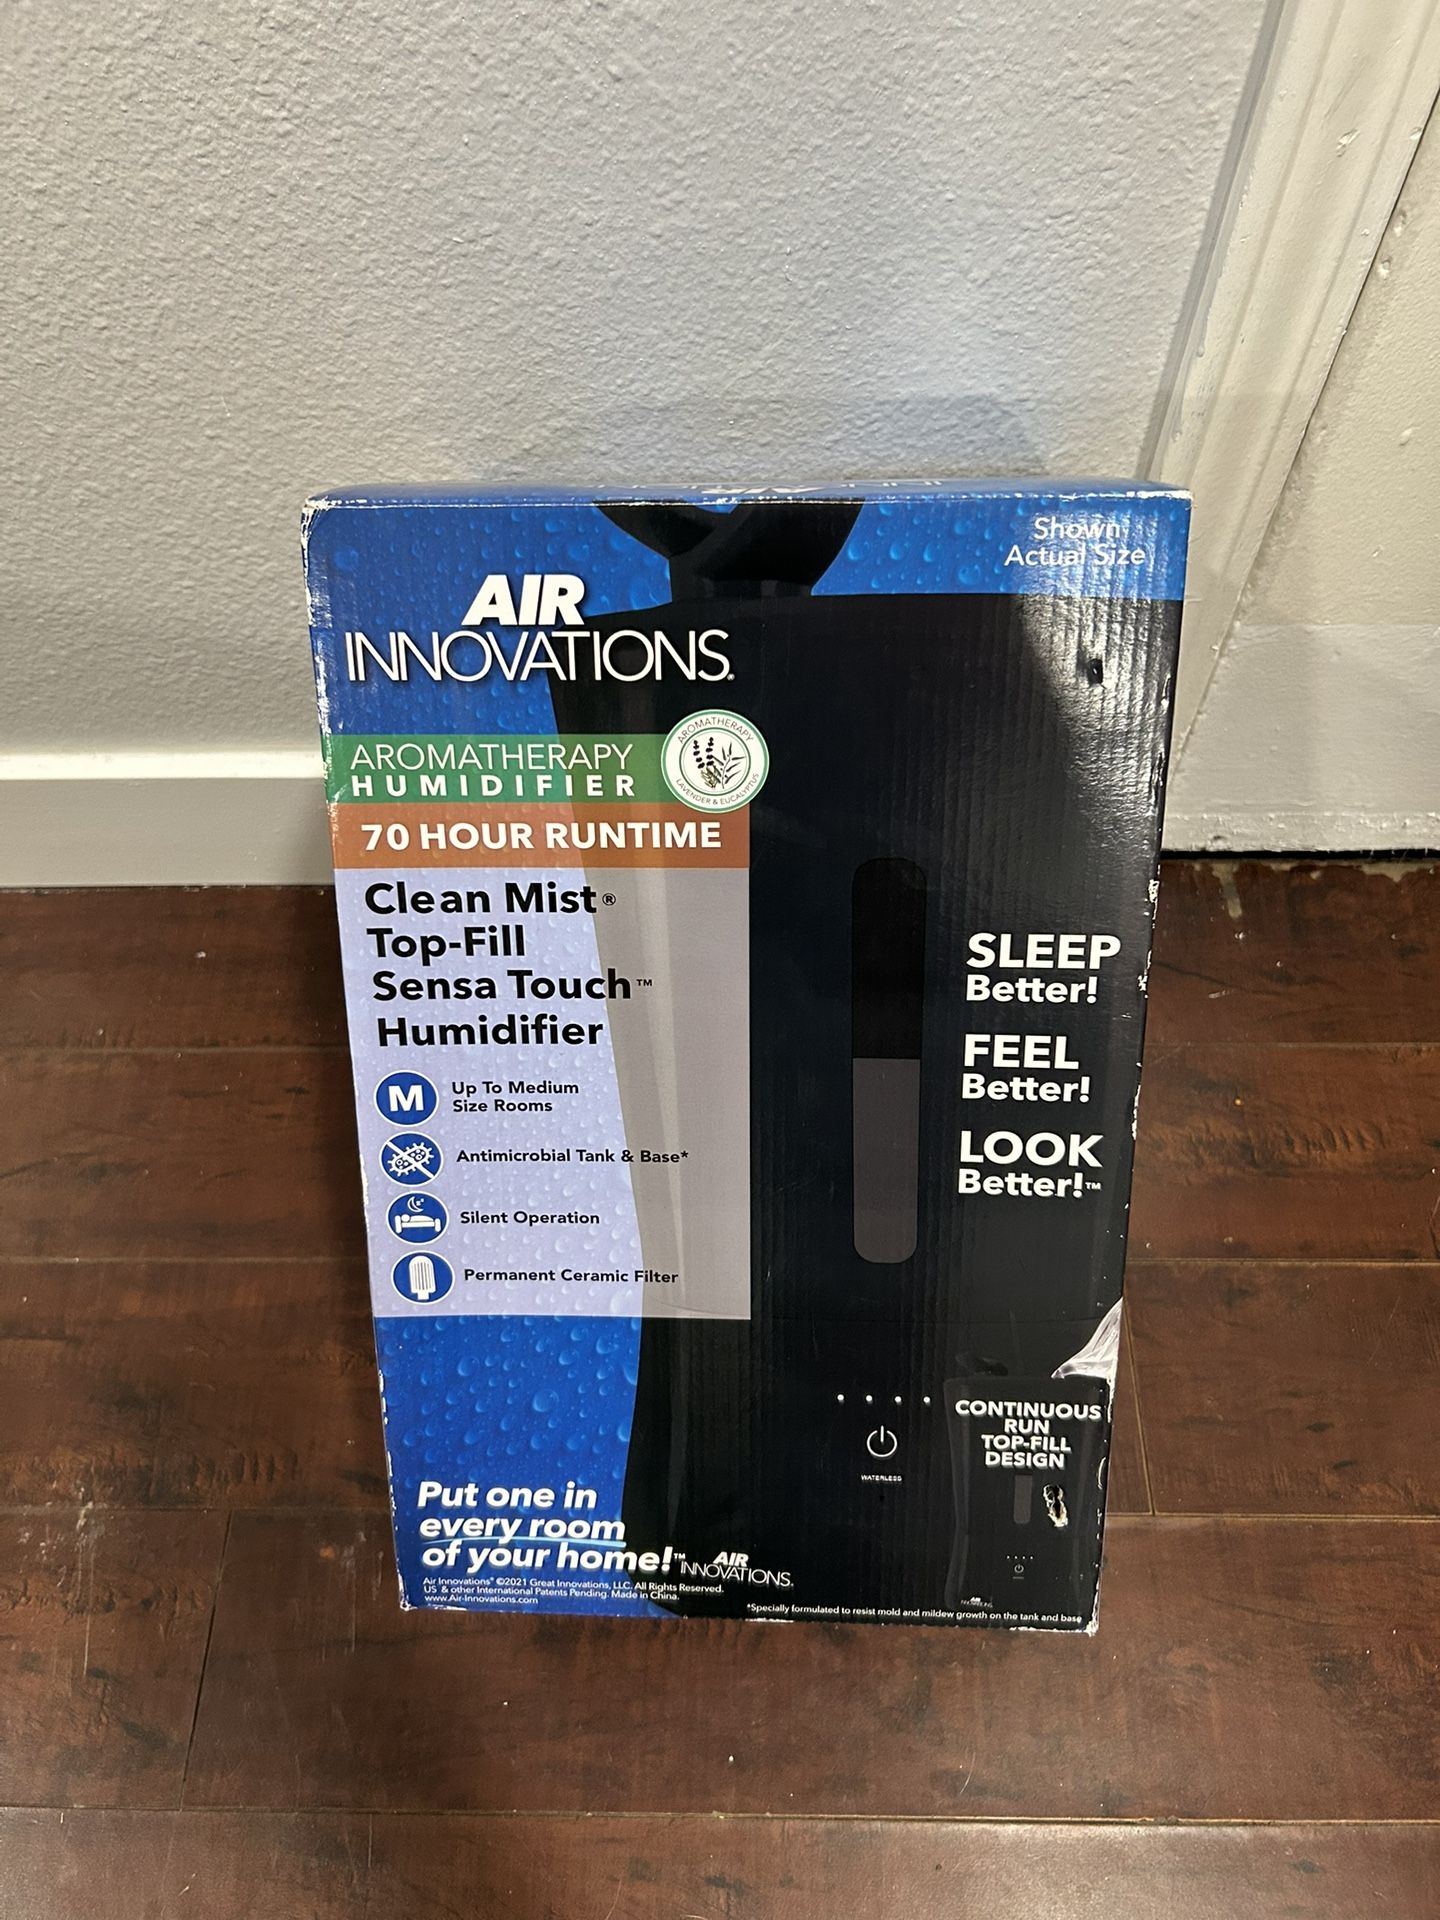 Shown
Actual Size
AIR
INNOVATIONS®
AROMATHERAPY
HUMIDIFIER
AROMATHERAPY
LAVENDER & EUCALYPTUS
70 HOUR RUNTIME
Clean Mist®
Top-Fill
Sensa Touch™
Humidifier
M
Up To Medium
Size Rooms
Antimicrobial Tank & Base*
Silent Operation
Permanent Ceramic Filter
SLEEP
Better!
FEEL
Better!
LOOK
Better!™
WATERLESS
CONTINUOUS
RUN
TOP-FILL
DESIGN
Put one in
every room
of your home!™
AIR
INNOVATIONS®
Air Innovations® ©2021 Great Innovations, LLC. All Rights Reserved.
US & other International Patents Pending. Made in China.
www.Air-Innovations.com
*Specially formulated to resist mold and mildew growth on the tank and base